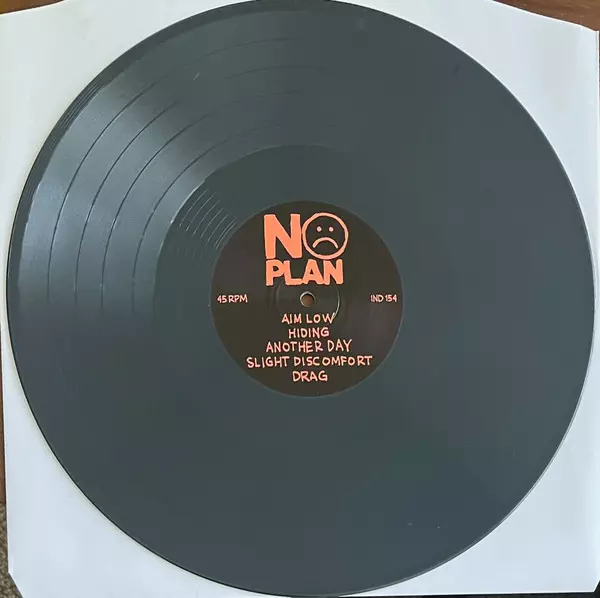 NO
PLAN
45 RPM
IND 154
AIM LOW
HIDING
ANOTHER DAY
SLIGHT DISCOMFORT
DRAG